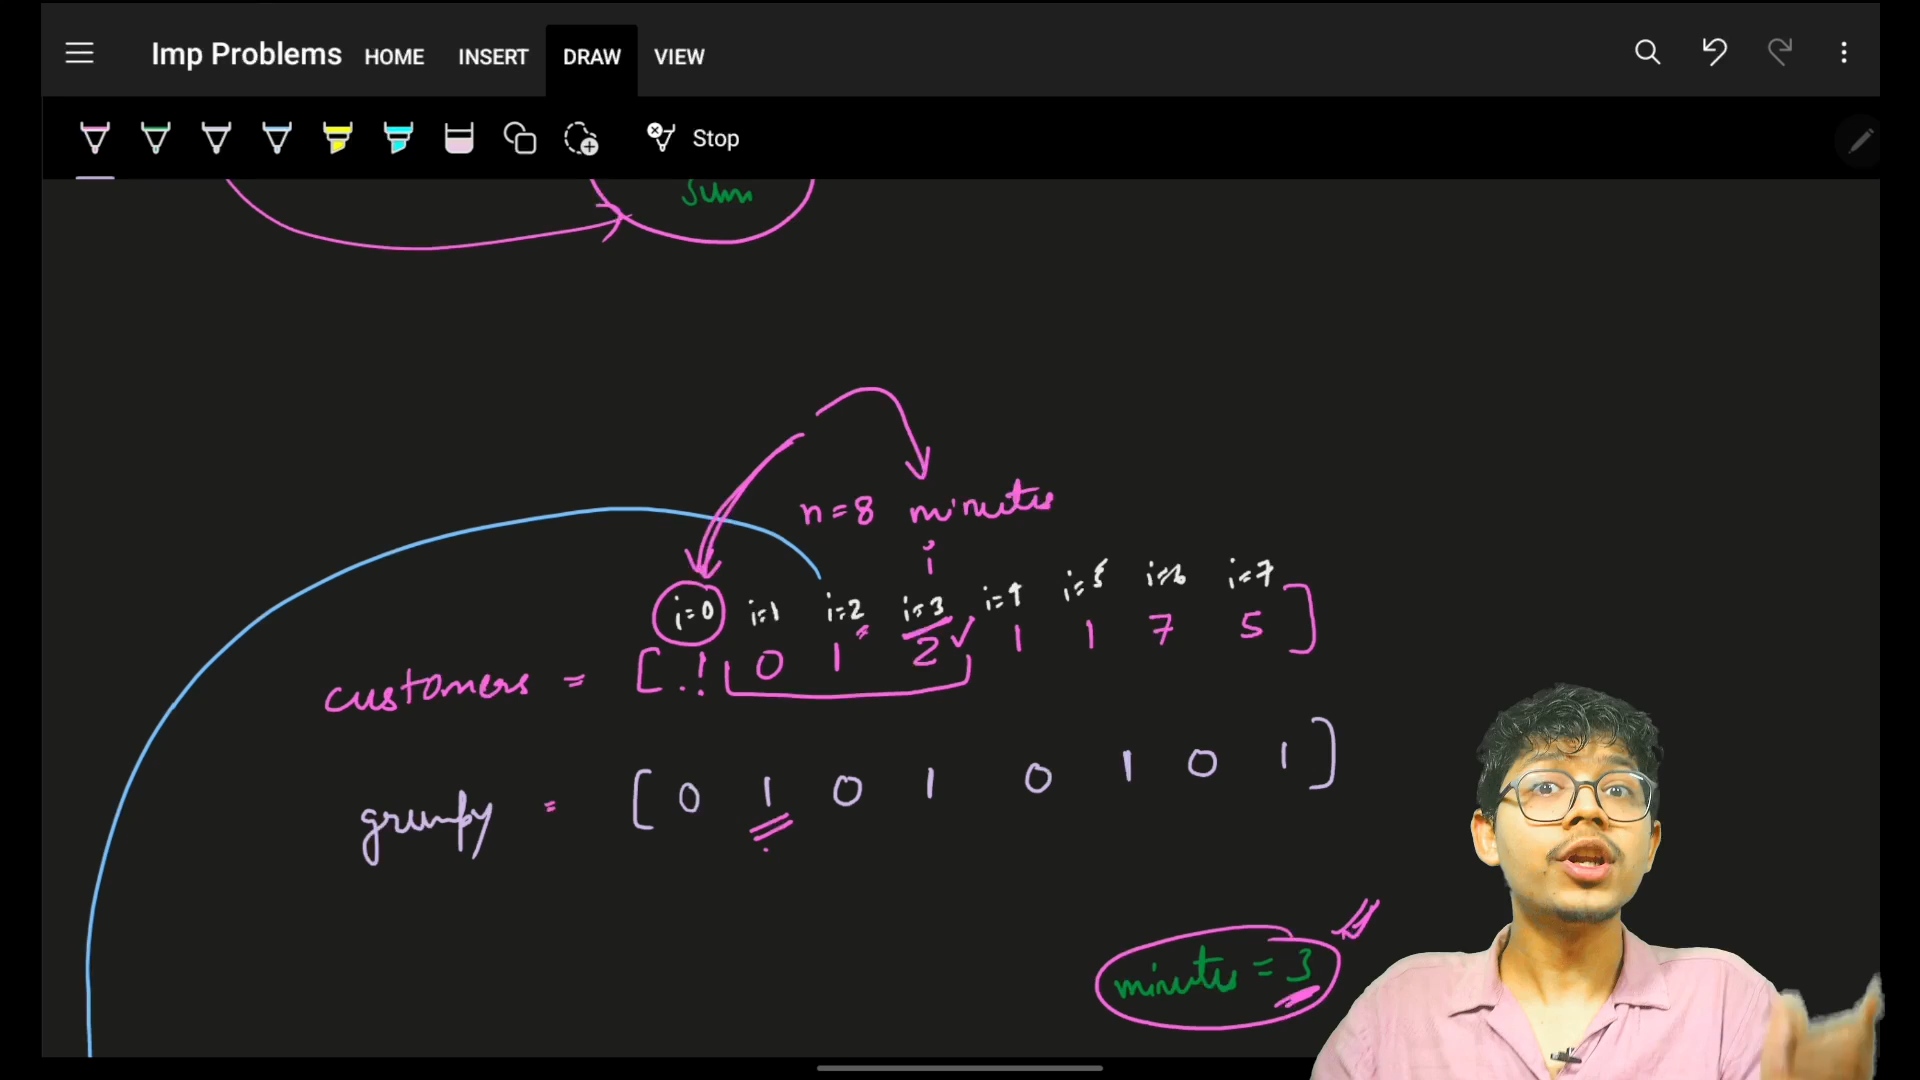 Imp Problems HOME INSERT DRAW VIEW
Stop
Sum
n=8 minutes
i
i=0 i=1 i=2 i=3 i=4 i=5 i=6 i=7
customers = [ 1 0 1 2 1 1 7 5 ]
grumpy = [ 0 1 0 1 0 1 0 1 ]
minutes = 3